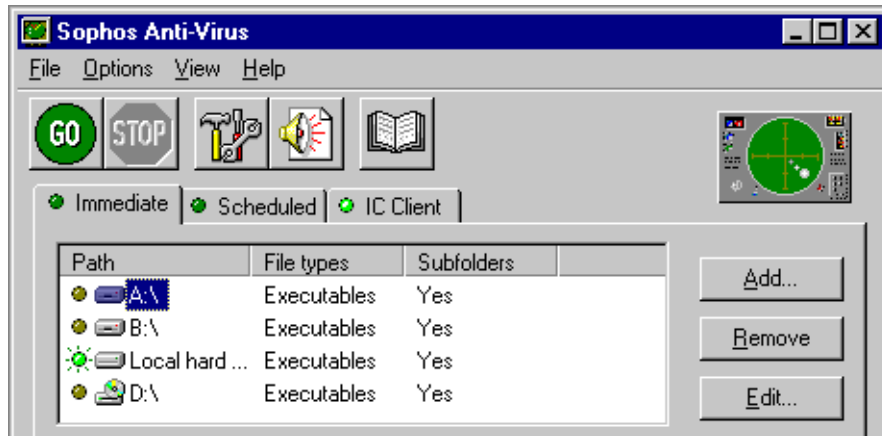 Sophos Anti-Virus
File Options View Help
GO STOP
Immediate Scheduled IC Client
Path File types Subfolders
A:\ Executables Yes
B:\ Executables Yes
Local hard ... Executables Yes
D:\ Executables Yes
Add...
Remove
Edit...